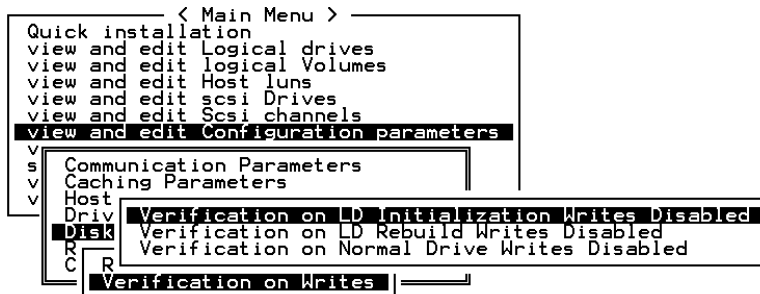 < Main Menu >
Quick installation
view and edit Logical drives
view and edit logical Volumes
view and edit Host luns
view and edit scsi Drives
view and edit Scsi channels
view and edit Configuration parameters
v
s Communication Parameters
v Caching Parameters
v Host
Driv Verification on LD Initialization Writes Disabled
Disk Verification on LD Rebuild Writes Disabled
R Verification on Normal Drive Writes Disabled
C R
Verification on Writes